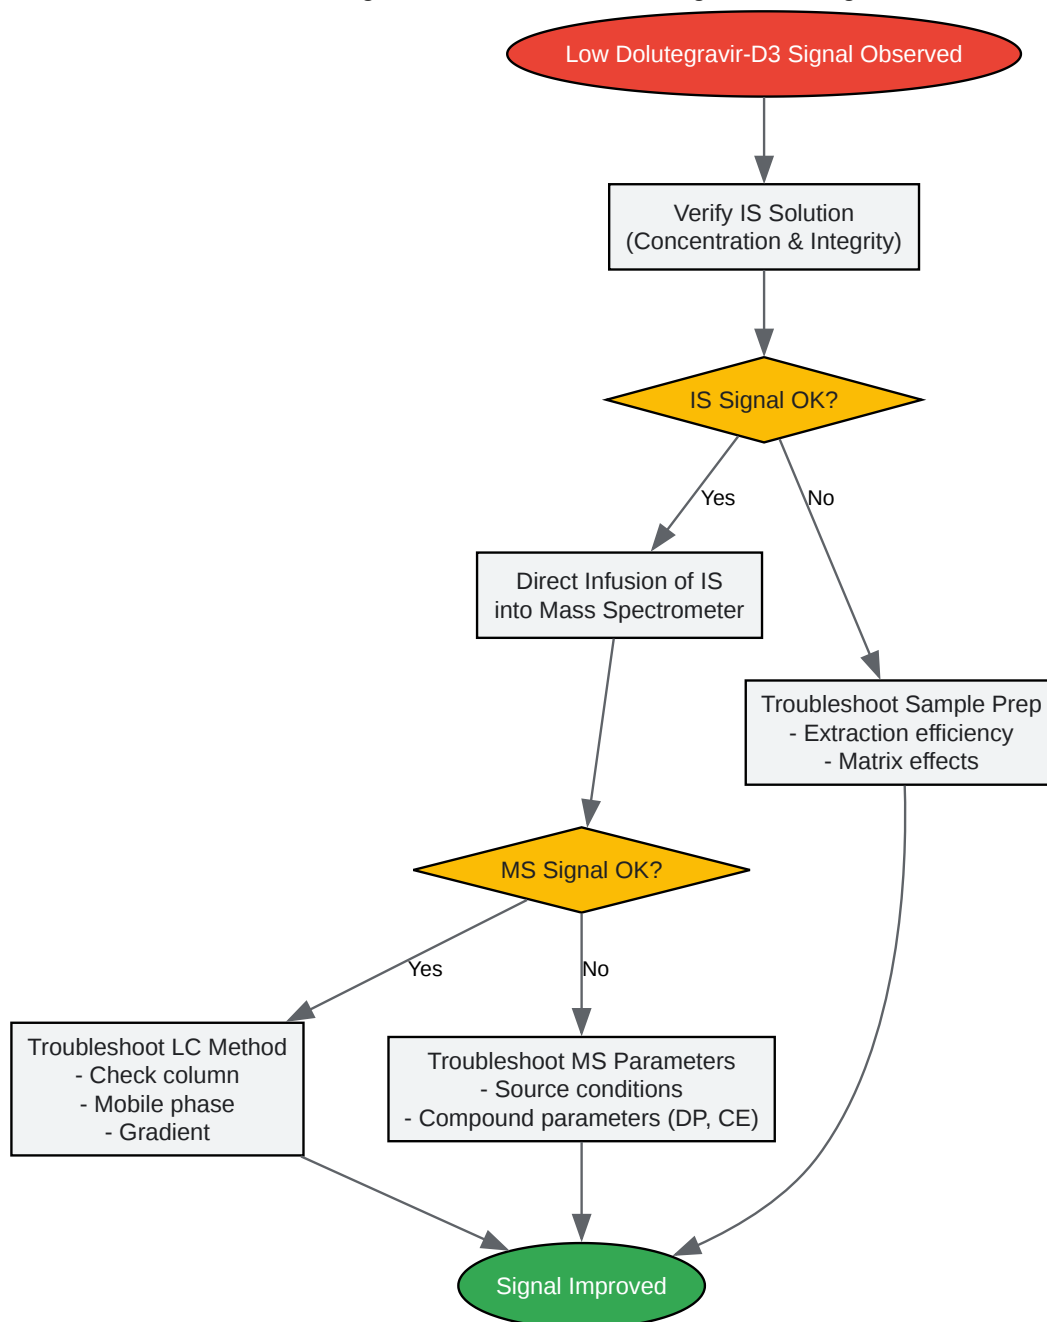 Low Dolutegravir-D3 Signal Observed
Verify IS Solution
(Concentration & Integrity)
IS Signal OK?
Yes
No
Direct Infusion of IS
into Mass Spectrometer
Troubleshoot Sample Prep
- Extraction efficiency
- Matrix effects
MS Signal OK?
Yes
No
Troubleshoot LC Method
- Check column
- Mobile phase
- Gradient
Troubleshoot MS Parameters
- Source conditions
- Compound parameters (DP, CE)
Signal Improved